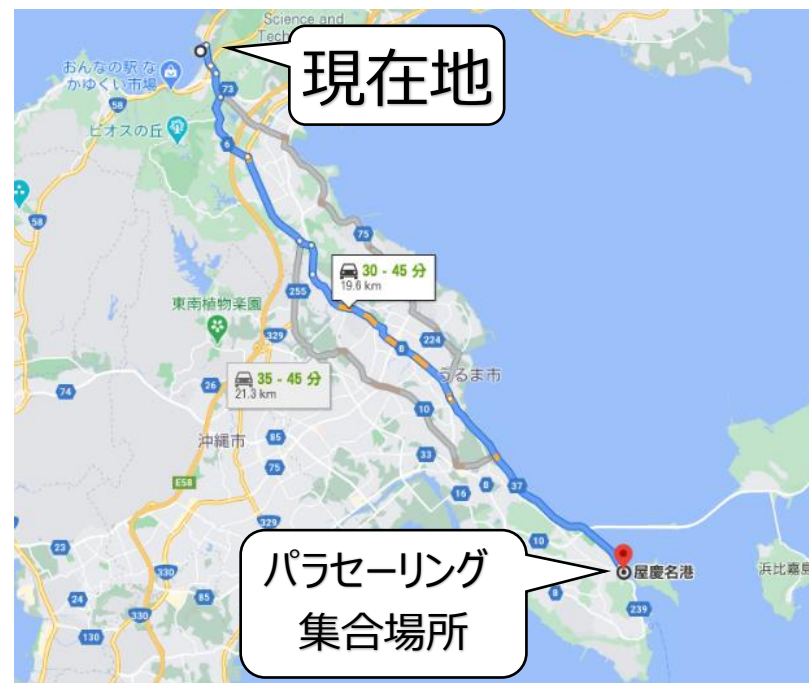 Science and
Tech
現在地
おんなの駅 な
かゆくい市場
58
73
ビオスの丘
6
58
75
30 - 45 分
19.6 km
255
東南植物楽園
329
224
8
35 - 45 分
21.3 km
うるま市
74
26
10
沖縄市
85
33
75
E58
16
8
37
329
23
10
パラセーリング
集合場所
屋慶名港
浜比嘉島
330
24
85
8
330
239
130